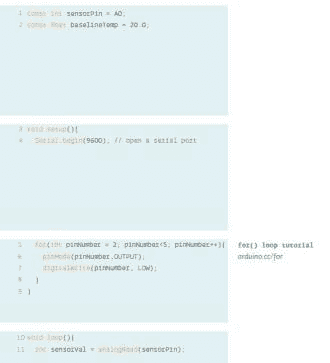 1 const int sensorPin = A0;
2 const float baselineTemp = 20.0;
3 void setup(){
4 Serial.begin(9600); // open a serial port
5 for(int pinNumber = 2; pinNumber<5; pinNumber++){
for() loop tutorial
6 pinMode(pinNumber,OUTPUT);
arduino.cc/for
7 digitalWrite(pinNumber, LOW);
8 }
9 }
10 void loop(){
11 int sensorVal = analogRead(sensorPin);